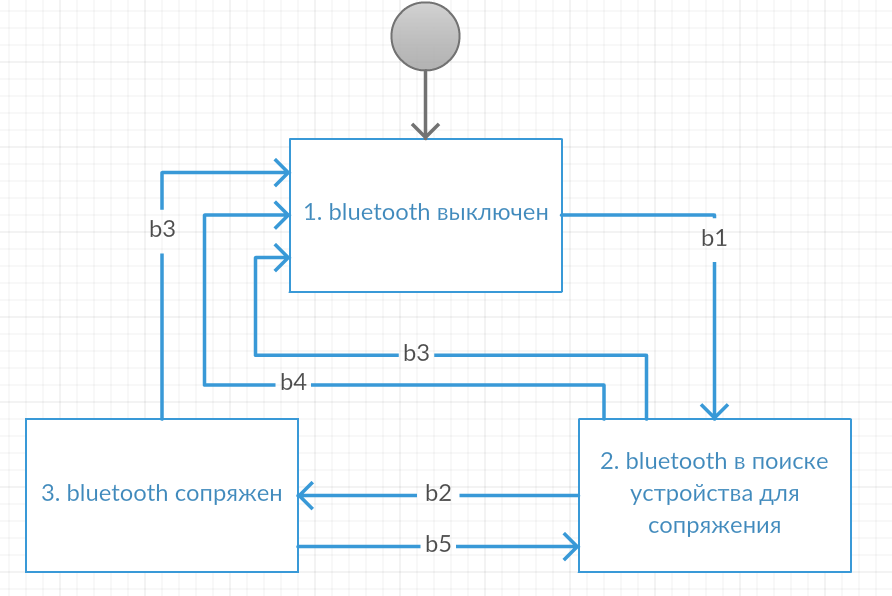 1. bluetooth выключен
b3
b1
b3
b4
2. bluetooth в поиске
устройства для
сопряжения
3. bluetooth сопряжен
b2
b5